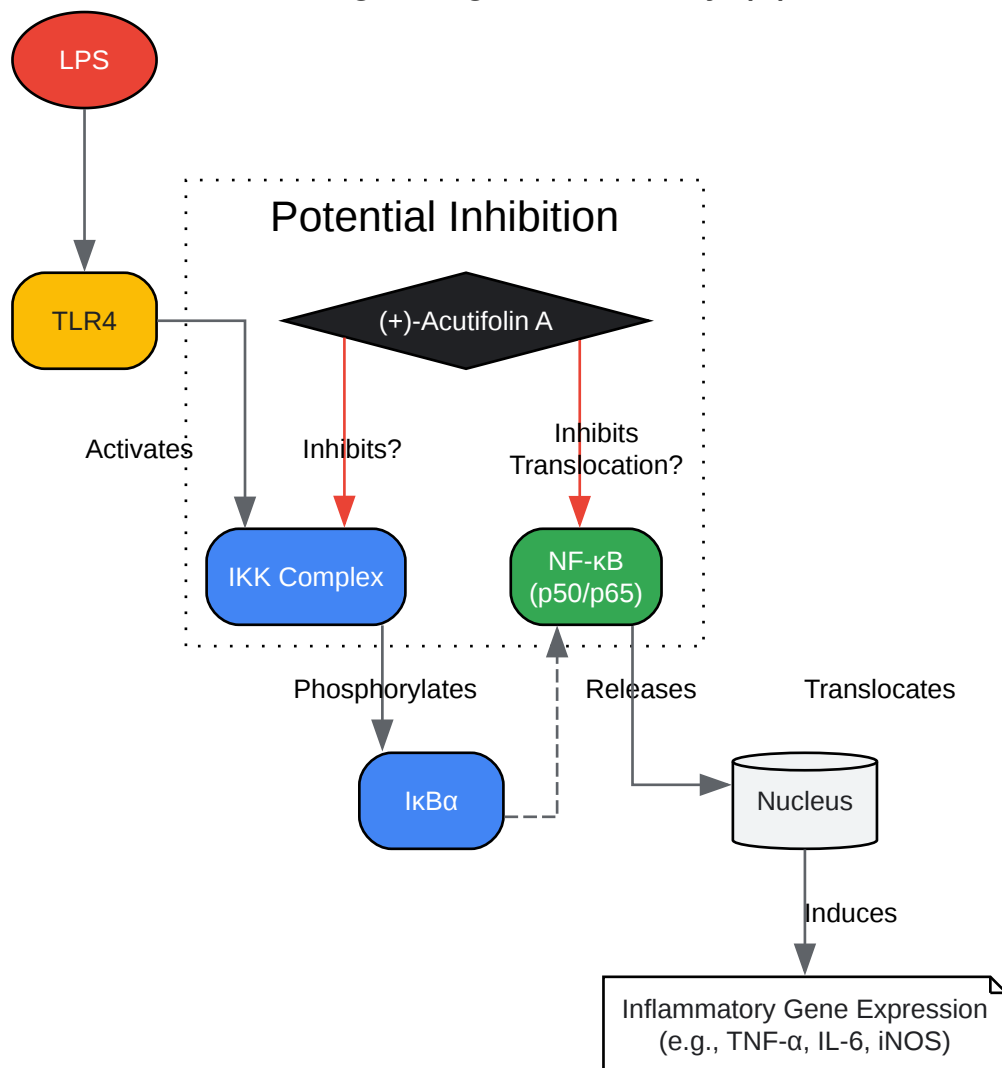 LPS
Potential Inhibition
TLR4
(+)-Acutifolin A
Activates
Inhibits?
Inhibits
Translocation?
IKK Complex
NF-κB
(p50/p65)
Phosphorylates
Releases
Translocates
IκBα
Nucleus
Induces
Inflammatory Gene Expression
(e.g., TNF-α, IL-6, iNOS)